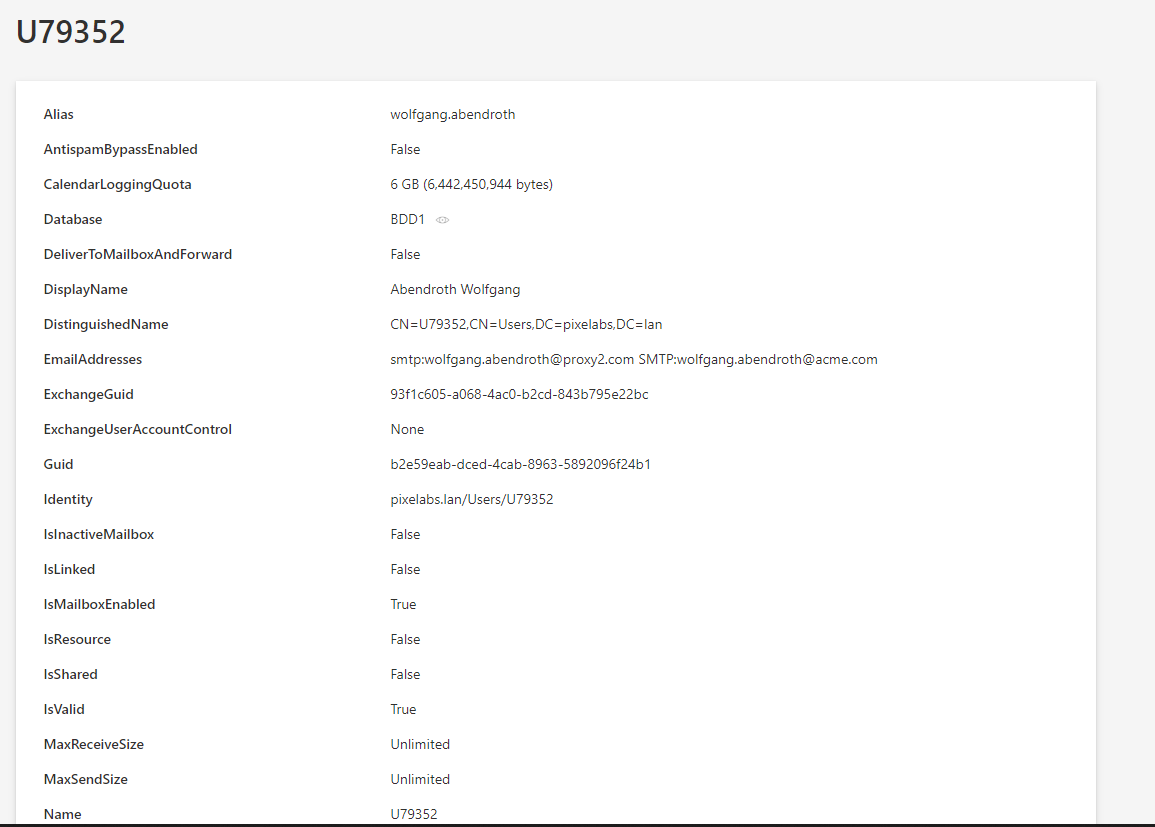 U79352
Alias wolfgang.abendroth
AntispamBypassEnabled False
CalendarLoggingQuota 6 GB (6,442,450,944 bytes)
Database BDD1
DeliverToMailboxAndForward False
DisplayName Abendroth Wolfgang
DistinguishedName CN=U79352,CN=Users,DC=pixelabs,DC=lan
EmailAddresses smtp:wolfgang.abendroth@proxy2.com SMTP:wolfgang.abendroth@acme.com
ExchangeGuid 93f1c605-a068-4ac0-b2cd-843b795e22bc
ExchangeUserAccountControl None
Guid b2e59eab-dced-4cab-8963-5892096f24b1
Identity pixelabs.lan/Users/U79352
IsInactiveMailbox False
IsLinked False
IsMailboxEnabled True
IsResource False
IsShared False
IsValid True
MaxReceiveSize Unlimited
MaxSendSize Unlimited
Name U79352